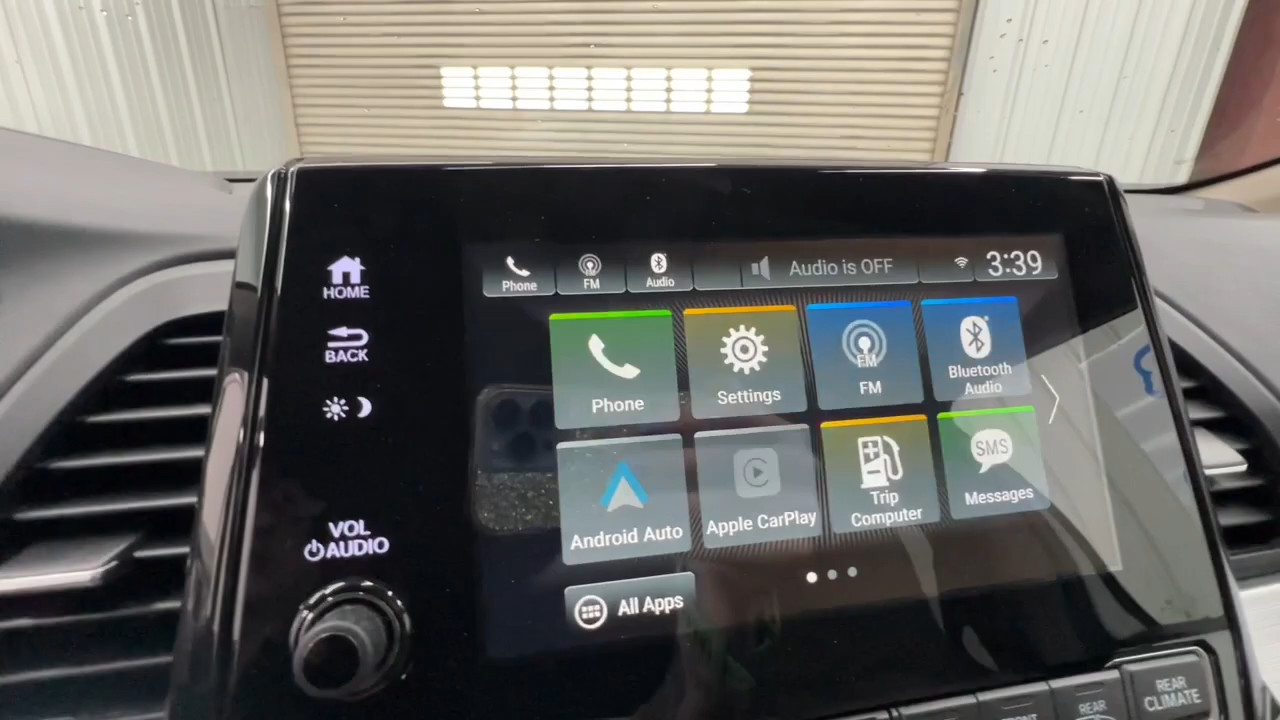 HOME
BACK
VOL
AUDIO
Phone
FM
Audio
Audio is OFF
3:39
Phone
Settings
FM
FM
Bluetooth
Audio
Android Auto
Apple CarPlay
Trip
Computer
SMS
Messages
All Apps
REAR
REAR
CLIMATE